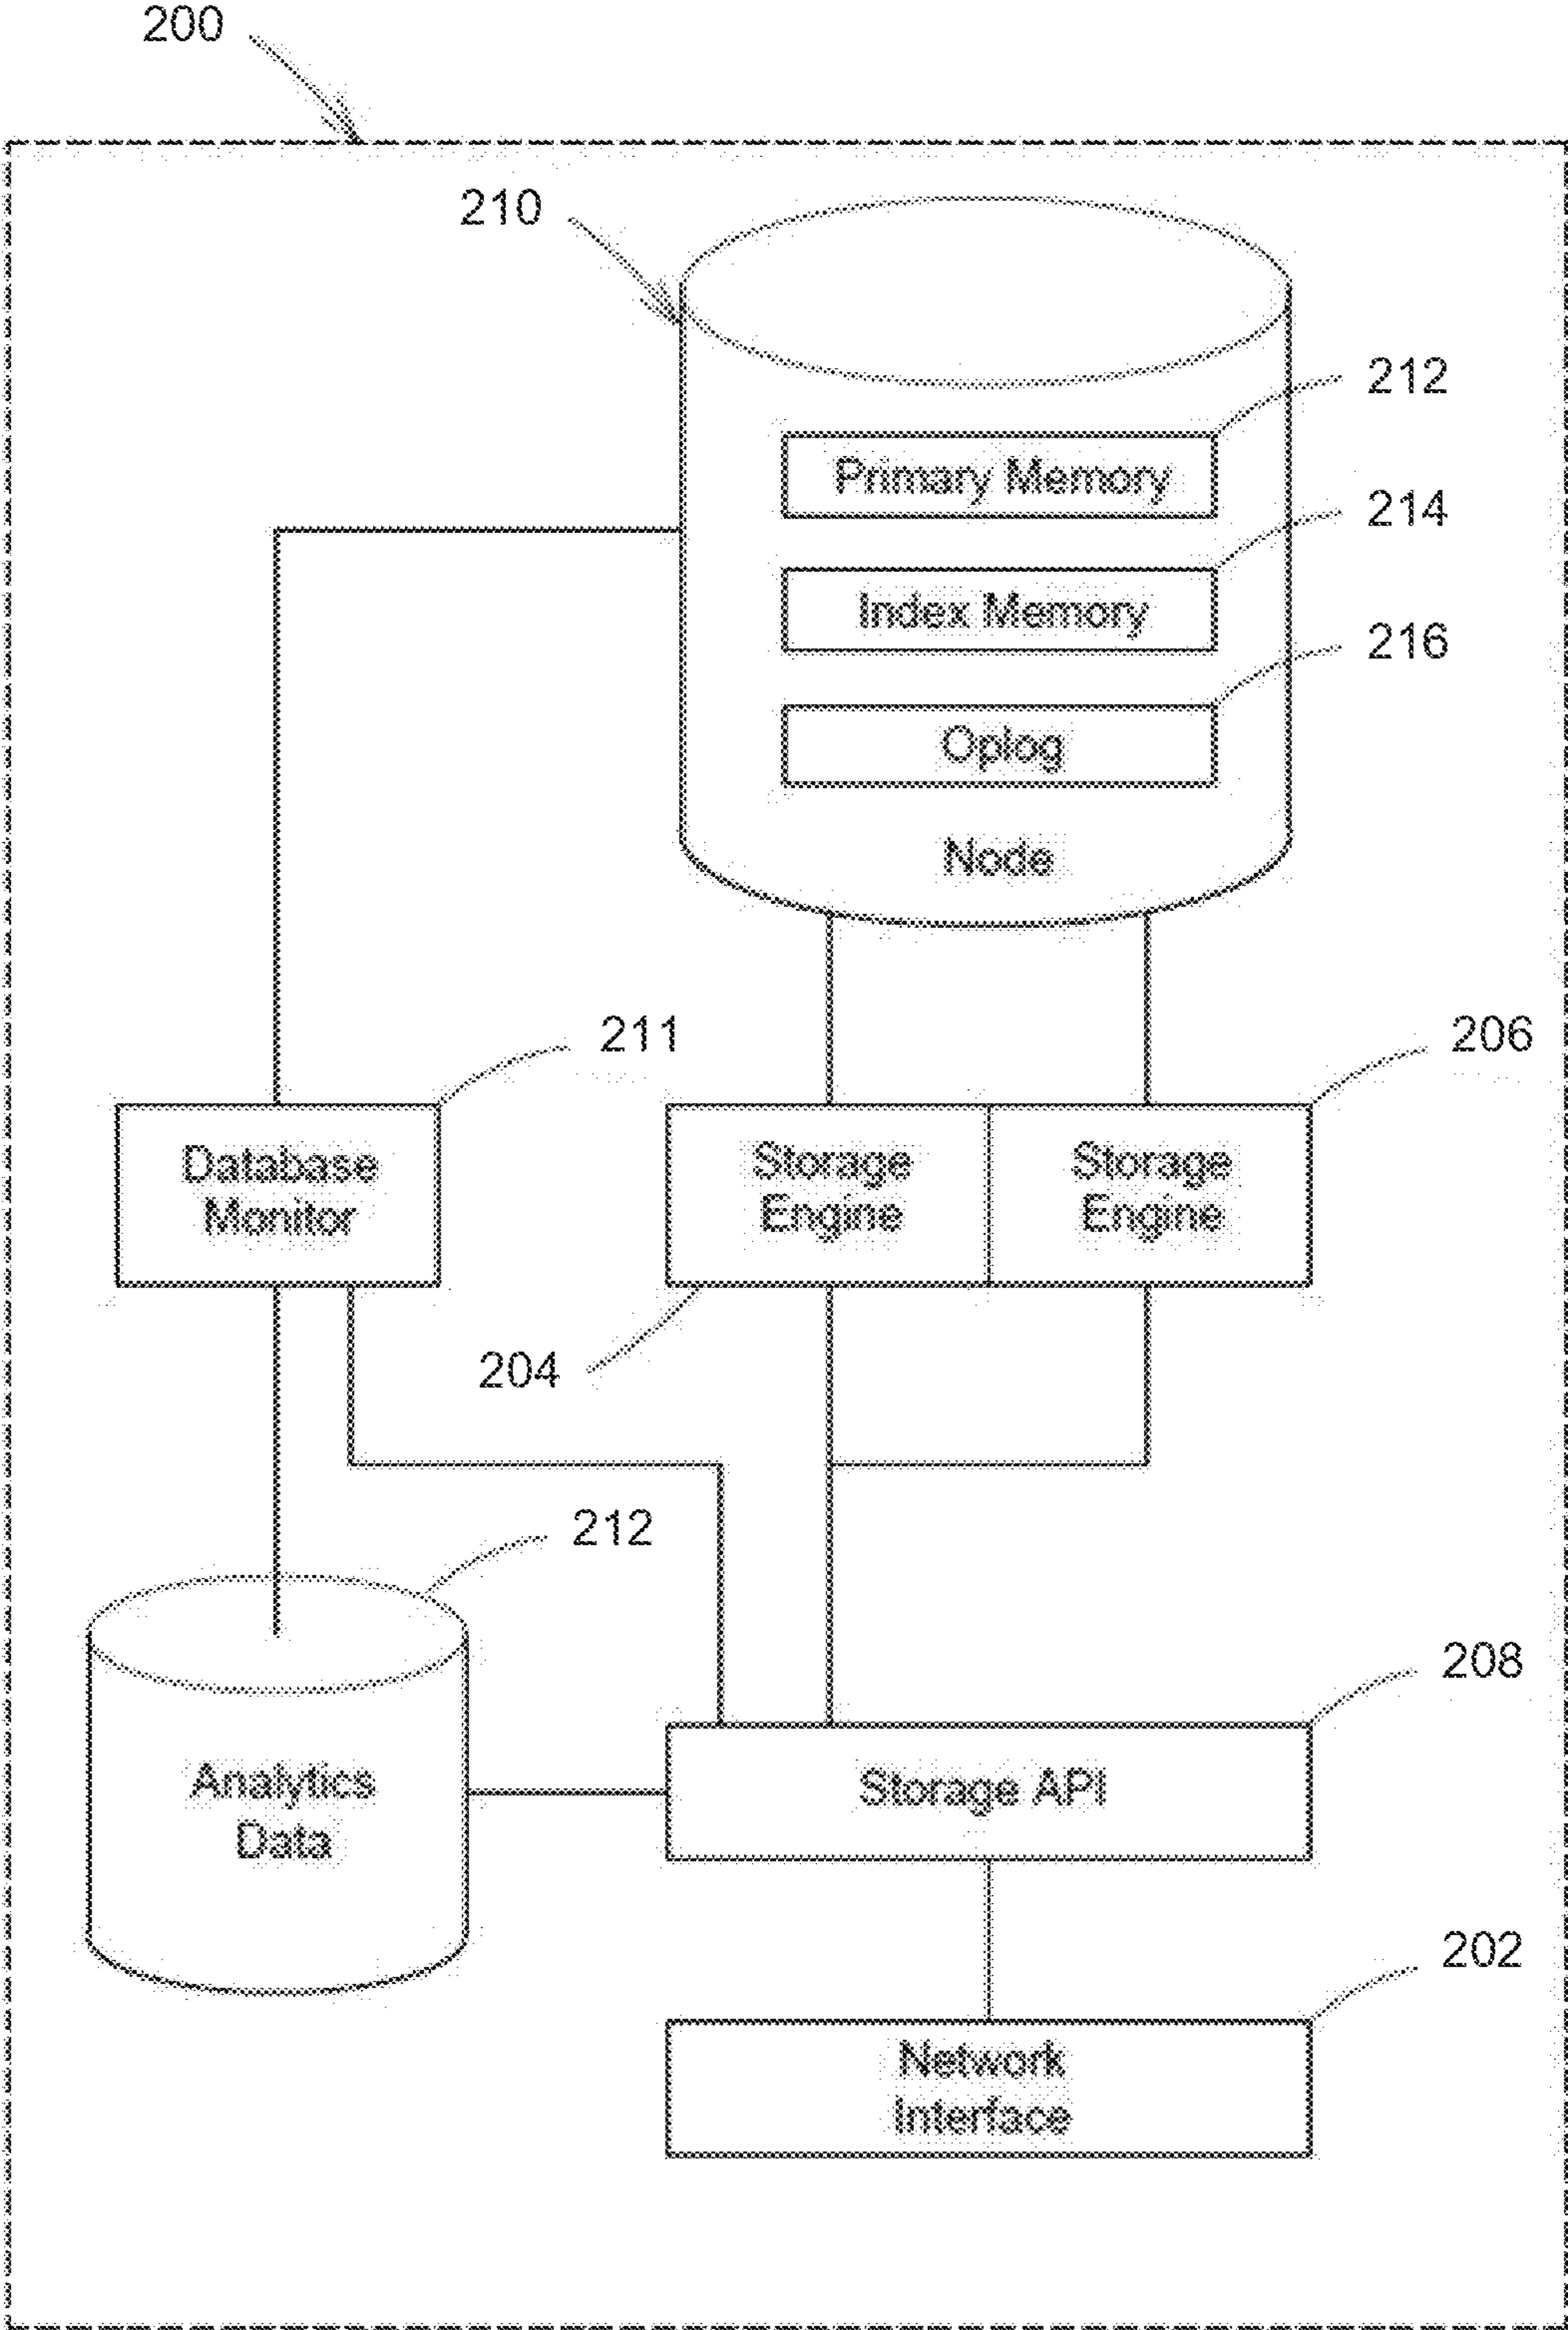 200
210
212
Primary Memory
214
Index Memory
216
Oplog
Node
211
206
Database
Monitor
Storage
Engine
Storage
Engine
204
212
208
Analytics
Data
Storage API
202
Network
Interface